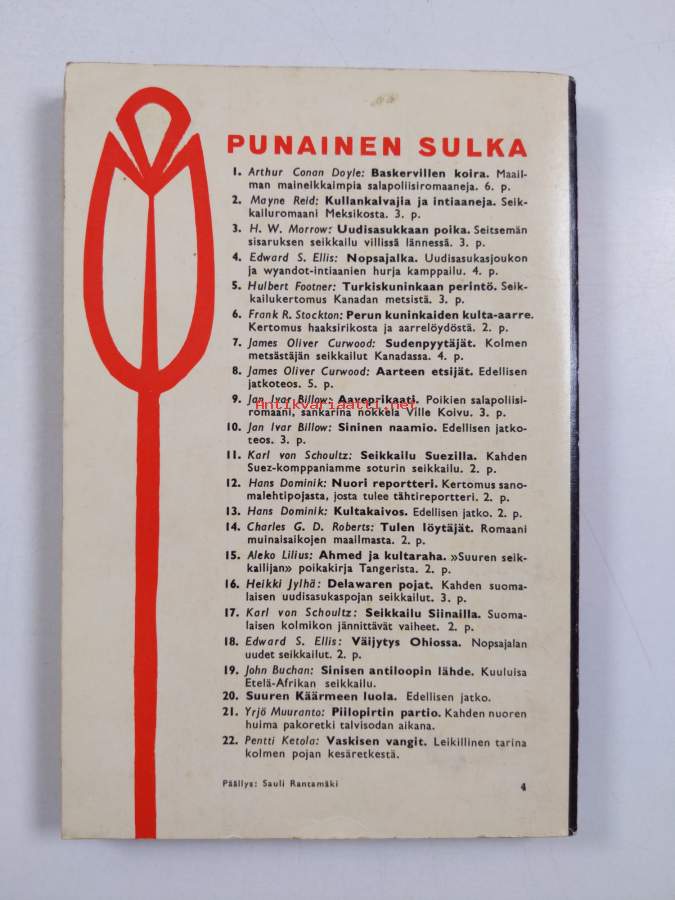 PUNAINEN SULKA
1. Arthur Conan Doyle: Baskervillen koira. Maail-
man maineikkaimpia salapoliisiromaaneja. 6. p.
2. Mayne Reid: Kullankaivajia ja intiaaneja. Seik-
kailuromaani Meksikosta. 3. p.
3. H. W. Morrow: Uudisasukkaan poika. Seitsemän
sisaruksen seikkailu villissä lännessä. 3. p.
4. Edward S. Ellis: Nopsajalka. Uudisasukasjoukon
ja wyandot-intiaanien hurja kamppailu. 4. p.
5. Hulbert Footner: Turkiskuninkaan perintö. Seik-
kailukertomus Kanadan metsistä. 3. p.
6. Frank R. Stockton: Perun kuninkaiden kulta-aarre.
Kertomus haaksirikosta ja aarrelöydöstä. 2. p.
7. James Oliver Curwood: Sudenpyytäjät. Kolmen
metsästäjän seikkailut Kanadassa. 4. p.
8. James Oliver Curwood: Aarteen etsijät. Edellisen
jatkoteos. 5. p.
9. Jan Ivar Billow: Aaveprikaati. Poikien salapoliisi-
Antikvariaatti.net
romaani, sankarina nokkela Ville Koivu. 3. p.
10. Jan Ivar Billow: Sininen naamio. Edellisen jatko-
teos. 3. p.
11. Karl von Schoultz: Seikkailu Suezilla. Kahden
Suez-komppaniamme soturin seikkailu. 2. p.
12. Hans Dominik: Nuori reportteri. Kertomus sano-
malehtipojasta, josta tulee tähtireportteri. 2. p.
13. Hans Dominik: Kultakaivos. Edellisen jatko. 2. p.
14. Charles G. D. Roberts: Tulen löytäjät. Romaani
muinaisaikojen maailmasta. 2. p.
15. Aleko Lilius: Ahmed ja kultaraha. »Suuren seik-
kailijan» poikakirja Tangerista. 2. p.
16. Heikki Jylhä: Delawaren pojat. Kahden suoma-
laisen uudisasukaspojan seikkailut. 3. p.
17. Karl von Schoultz: Seikkailu Siinailla. Suoma-
laisen kolmikon jännittävät vaiheet. 2. p.
18. Edward S. Ellis: Väijytys Ohiossa. Nopsajalan
uudet seikkailut. 2. p.
19. John Buchan: Sinisen antiloopin lähde. Kuuluisa
Etelä-Afrikan seikkailu.
20. Suuren Käärmeen luola. Edellisen jatko.
21. Yrjö Muuranto: Piilopirtin partio. Kahden nuoren
huima pakoretki talvisodan aikana.
22. Pentti Ketola: Vaskisen vangit. Leikillinen tarina
kolmen pojan kesäretkestä.
Päällys: Sauli Rantamäki 4